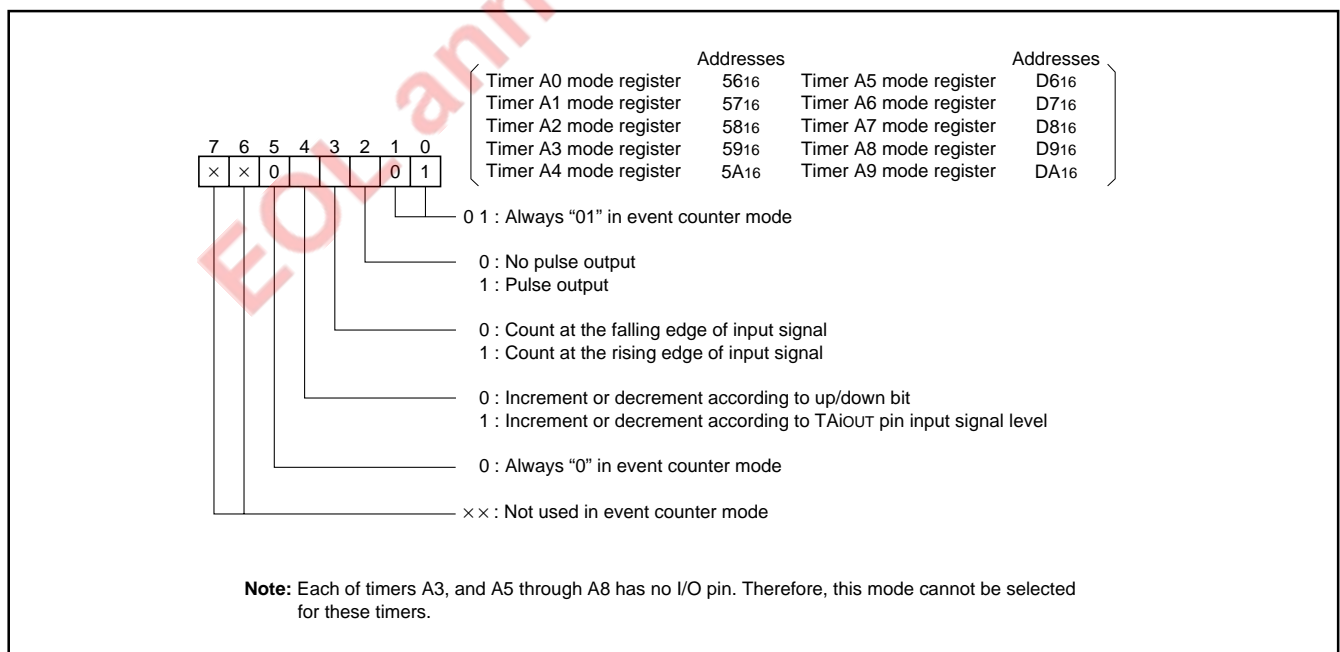 EOL ann
Addresses Addresses
Timer A0 mode register 5616 Timer A5 mode register D616
Timer A1 mode register 5716 Timer A6 mode register D716
Timer A2 mode register 5816 Timer A7 mode register D816
Timer A3 mode register 5916 Timer A8 mode register D916
Timer A4 mode register 5A16 Timer A9 mode register DA16
7 6 5 4 3 2 1 0
× × 0 0 1
0 1 : Always “01” in event counter mode
0 : No pulse output
1 : Pulse output
0 : Count at the falling edge of input signal
1 : Count at the rising edge of input signal
0 : Increment or decrement according to up/down bit
1 : Increment or decrement according to TAiOUT pin input signal level
0 : Always “0” in event counter mode
×× : Not used in event counter mode
Note: Each of timers A3, and A5 through A8 has no I/O pin. Therefore, this mode cannot be selected
for these timers.